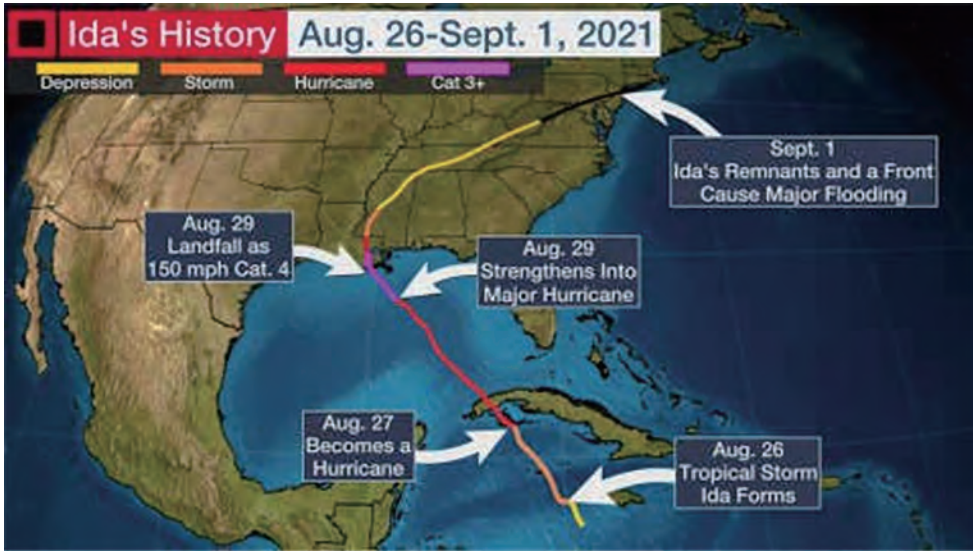 Ida's History Aug. 26-Sept. 1, 2021
Depression Storm Hurricane Cat 3+
Sept. 1
Ida's Remnants and a Front
Cause Major Flooding
Aug. 29
Landfall as
150 mph Cat. 4
Aug. 29
Strengthens Into
Major Hurricane
Aug. 27
Becomes a
Hurricane
Aug. 26
Tropical Storm
Ida Forms